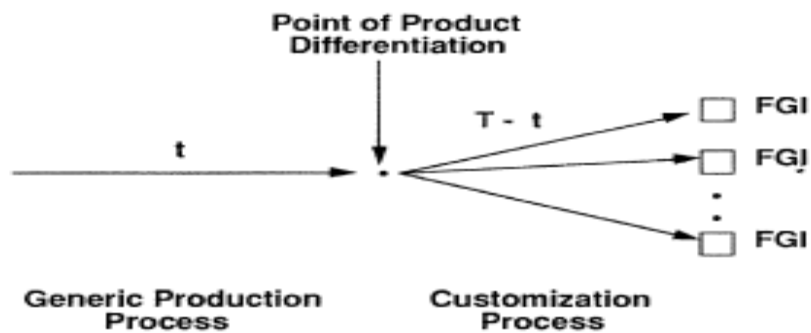 Point of Product
Differentiation
T - t
FGI
t
FGI
FGI
Generic Production
Process
Customization
Process